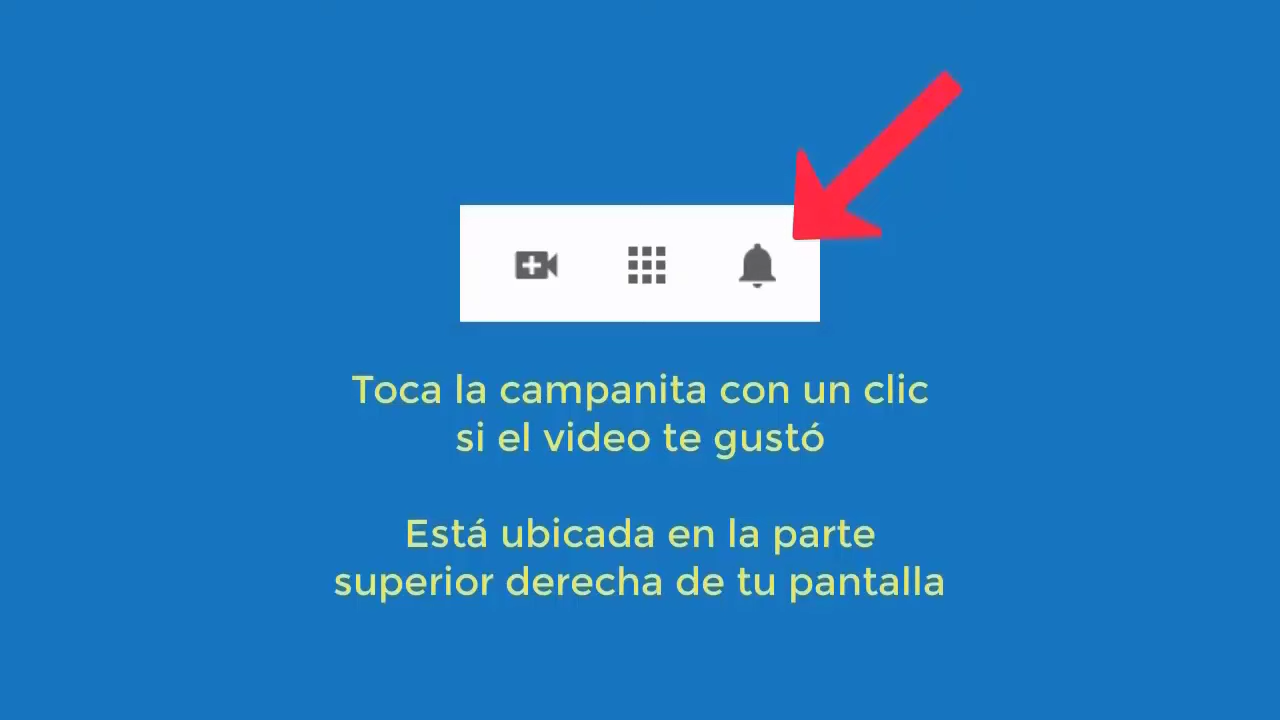 Toca la campanita con un clic
si el video te gustó
Está ubicada en la parte
superior derecha de tu pantalla